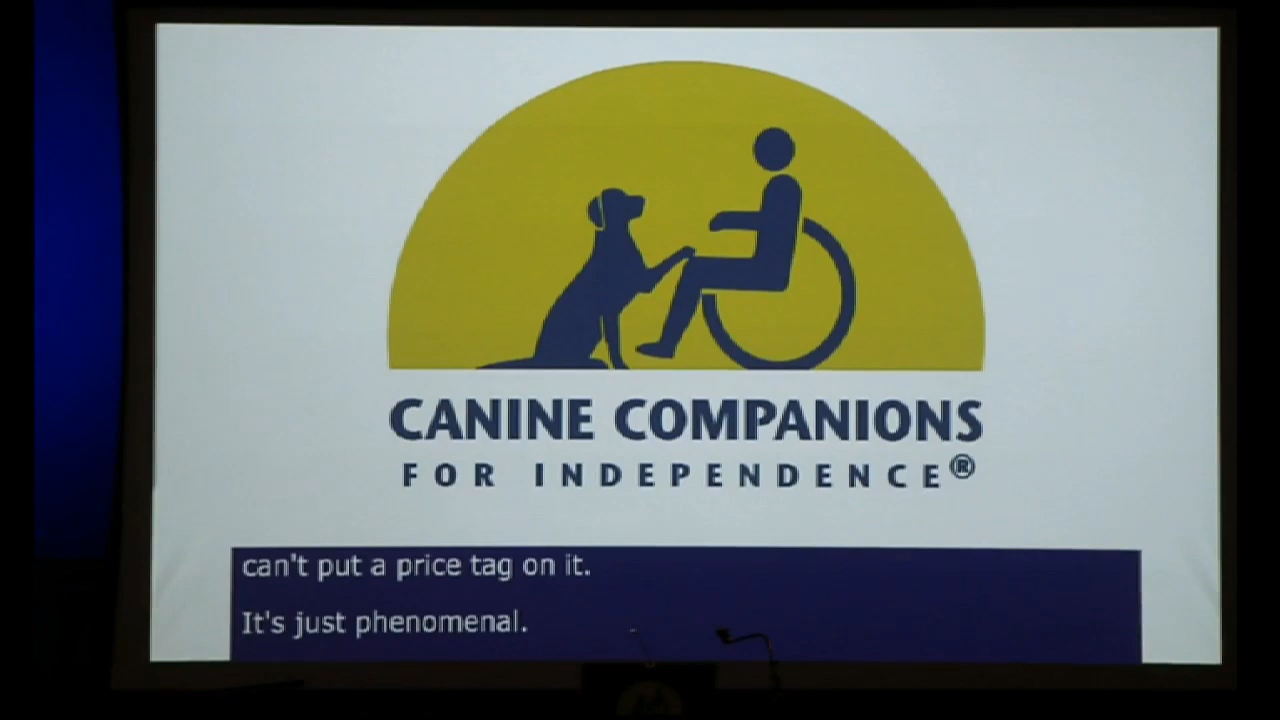 CANINE COMPANIONS
FOR INDEPENDENCE®
can't put a price tag on it.
It's just phenomenal.